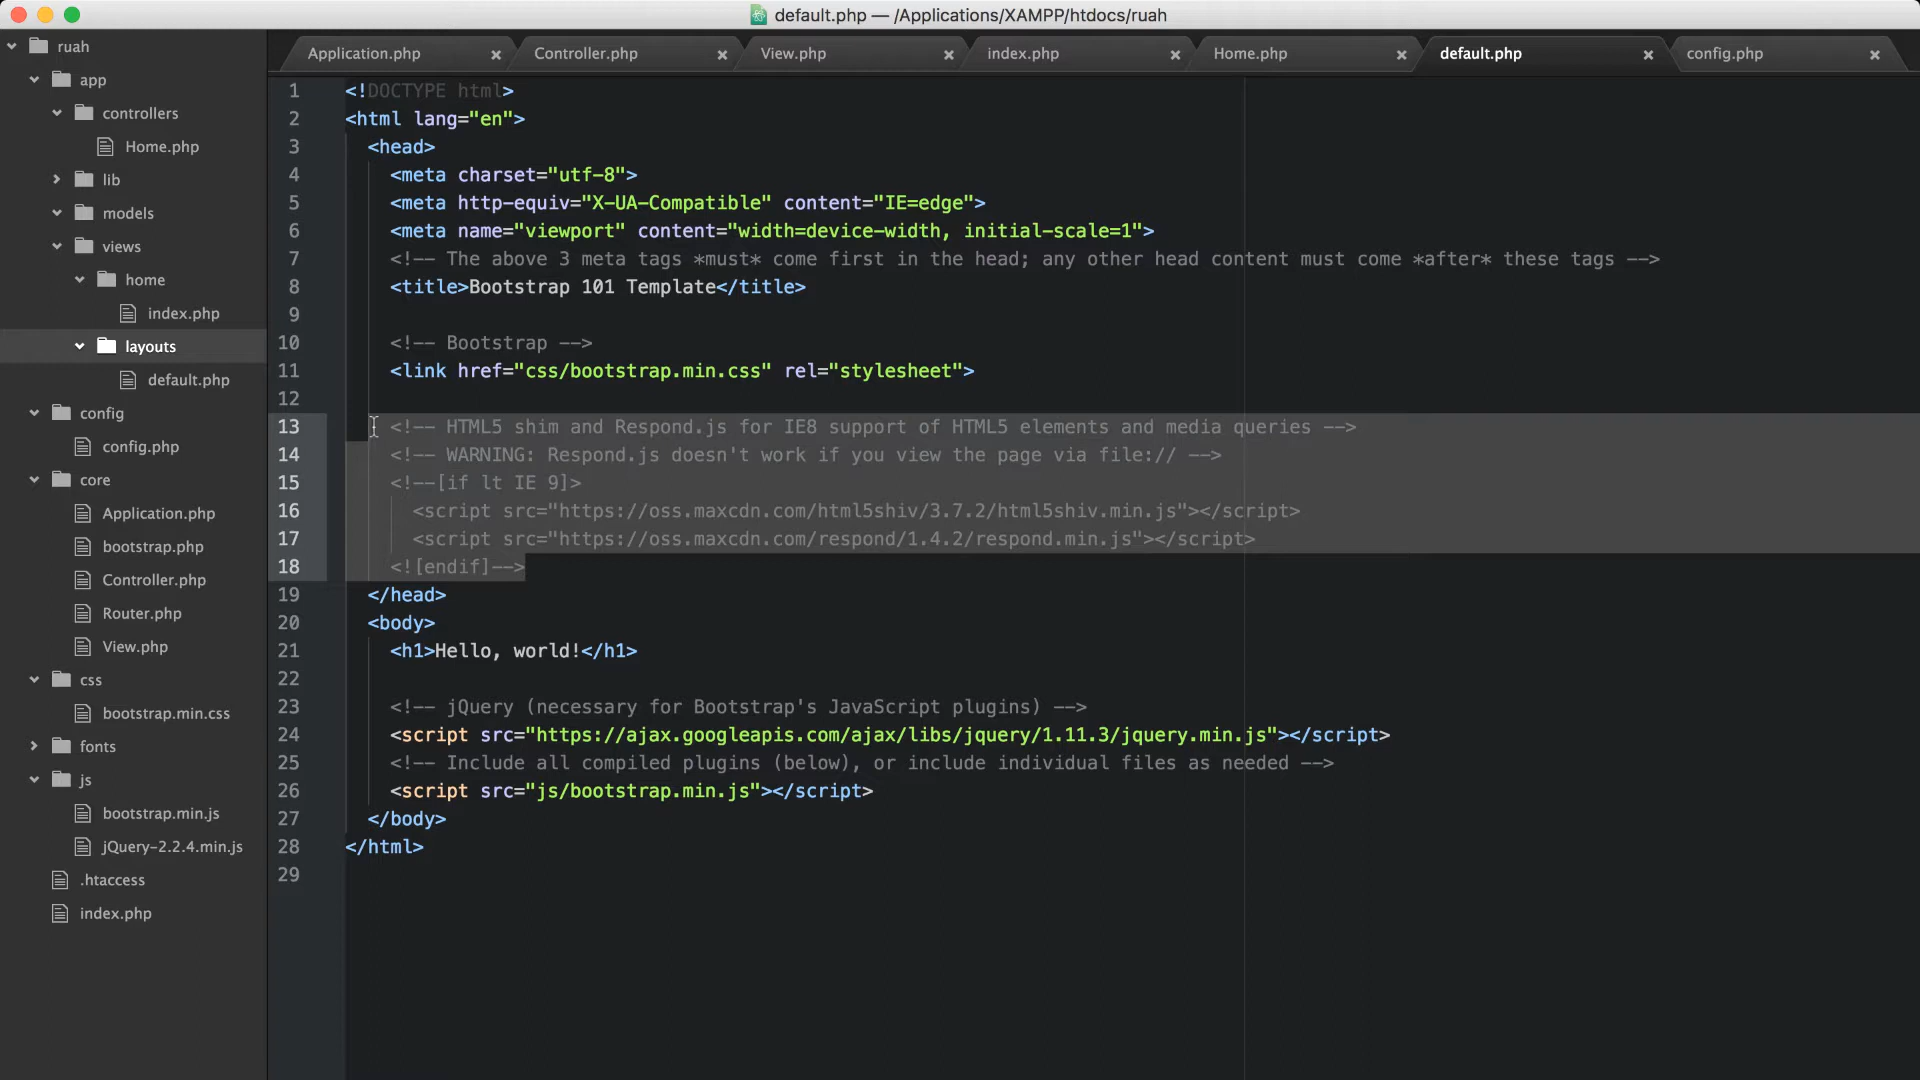 default.php — /Applications/XAMPP/htdocs/ruah
ruah
app
controllers
Home.php
lib
models
views
home
index.php
layouts
default.php
config
config.php
core
Application.php
bootstrap.php
Controller.php
Router.php
View.php
css
bootstrap.min.css
fonts
js
bootstrap.min.js
jQuery-2.2.4.min.js
.htaccess
index.php
Application.php Controller.php View.php index.php Home.php default.php config.php
1 <!DOCTYPE html>
2 <html lang="en">
3 <head>
4 <meta charset="utf-8">
5 <meta http-equiv="X-UA-Compatible" content="IE=edge">
6 <meta name="viewport" content="width=device-width, initial-scale=1">
7 <!-- The above 3 meta tags *must* come first in the head; any other head content must come *after* these tags -->
8 <title>Bootstrap 101 Template</title>
9
10 <!-- Bootstrap -->
11 <link href="css/bootstrap.min.css" rel="stylesheet">
12
13 <!-- HTML5 shim and Respond.js for IE8 support of HTML5 elements and media queries -->
14 <!-- WARNING: Respond.js doesn't work if you view the page via file:// -->
15 <!--[if lt IE 9]>
16 <script src="https://oss.maxcdn.com/html5shiv/3.7.2/html5shiv.min.js"></script>
17 <script src="https://oss.maxcdn.com/respond/1.4.2/respond.min.js"></script>
18 <![endif]-->
19 </head>
20 <body>
21 <h1>Hello, world!</h1>
22
23 <!-- jQuery (necessary for Bootstrap's JavaScript plugins) -->
24 <script src="https://ajax.googleapis.com/ajax/libs/jquery/1.11.3/jquery.min.js"></script>
25 <!-- Include all compiled plugins (below), or include individual files as needed -->
26 <script src="js/bootstrap.min.js"></script>
27 </body>
28 </html>
29